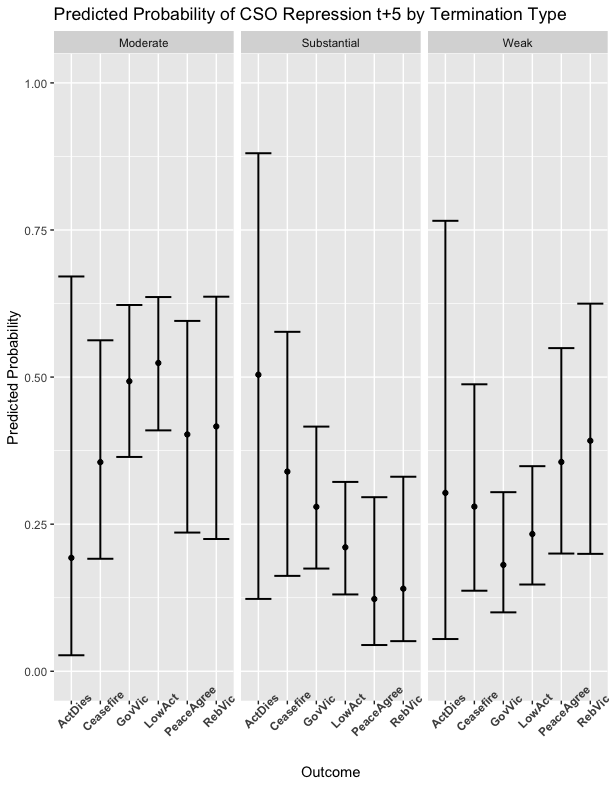 Predicted Probability of CSO Repression t+5 by Termination Type
Moderate
Substantial
Weak
1.00
0.75
0.50
0.25
0.00
Predicted Probability
ActDies
Ceasefire
GovVic
LowAct
PeaceAgree
RebVic
ActDies
Ceasefire
GovVic
LowAct
PeaceAgree
RebVic
ActDies
Ceasefire
GovVic
LowAct
PeaceAgree
RebVic
Outcome